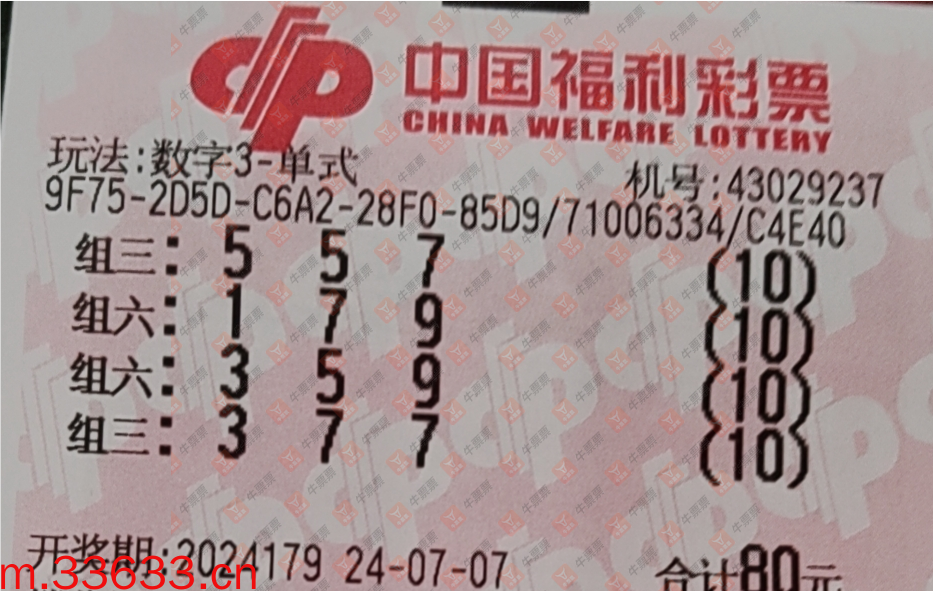 中国福利彩票
CHINA WELFARE LOTTERY
玩法:数字3-单式
机号:43029237
9F75-2D5D-C6A2-28F0-85D9/71006334/C4E40
组三: 5 5 7 (10)
组六: 1 7 9 (10)
组六: 3 5 9 (10)
组三: 3 7 7 (10)
开奖期:2024179 24-07-07 合计80元
m.33633.cn